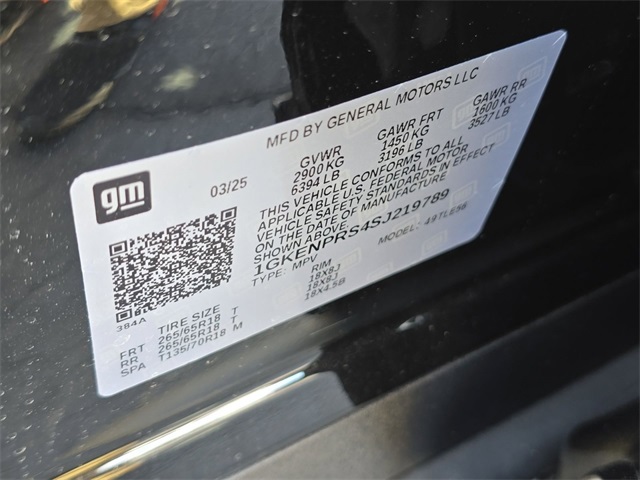 MFD BY GENERAL MOTORS LLC
gm
03/25
GVWR GAWR FRT GAWR RR
2900 KG 1450 KG 1600 KG
6394 LB 3196 LB 3527 LB
THIS VEHICLE CONFORMS TO ALL
APPLICABLE U.S. FEDERAL MOTOR
VEHICLE SAFETY STANDARDS IN EFFECT
ON THE DATE OF MANUFACTURE
SHOWN ABOVE.
1GKENPRS4SJ219789
TYPE: MPV MODEL: 49TLE56
384A
TIRE SIZE RIM
FRT 265/65R18 T 18X8J
RR 265/65R18 T 18X8J
SPA T135/70R18 M 18X4.5B